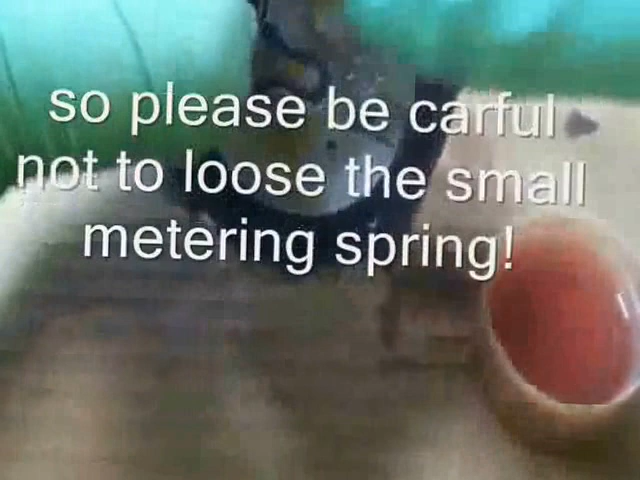 so please be carful
not to loose the small
metering spring!